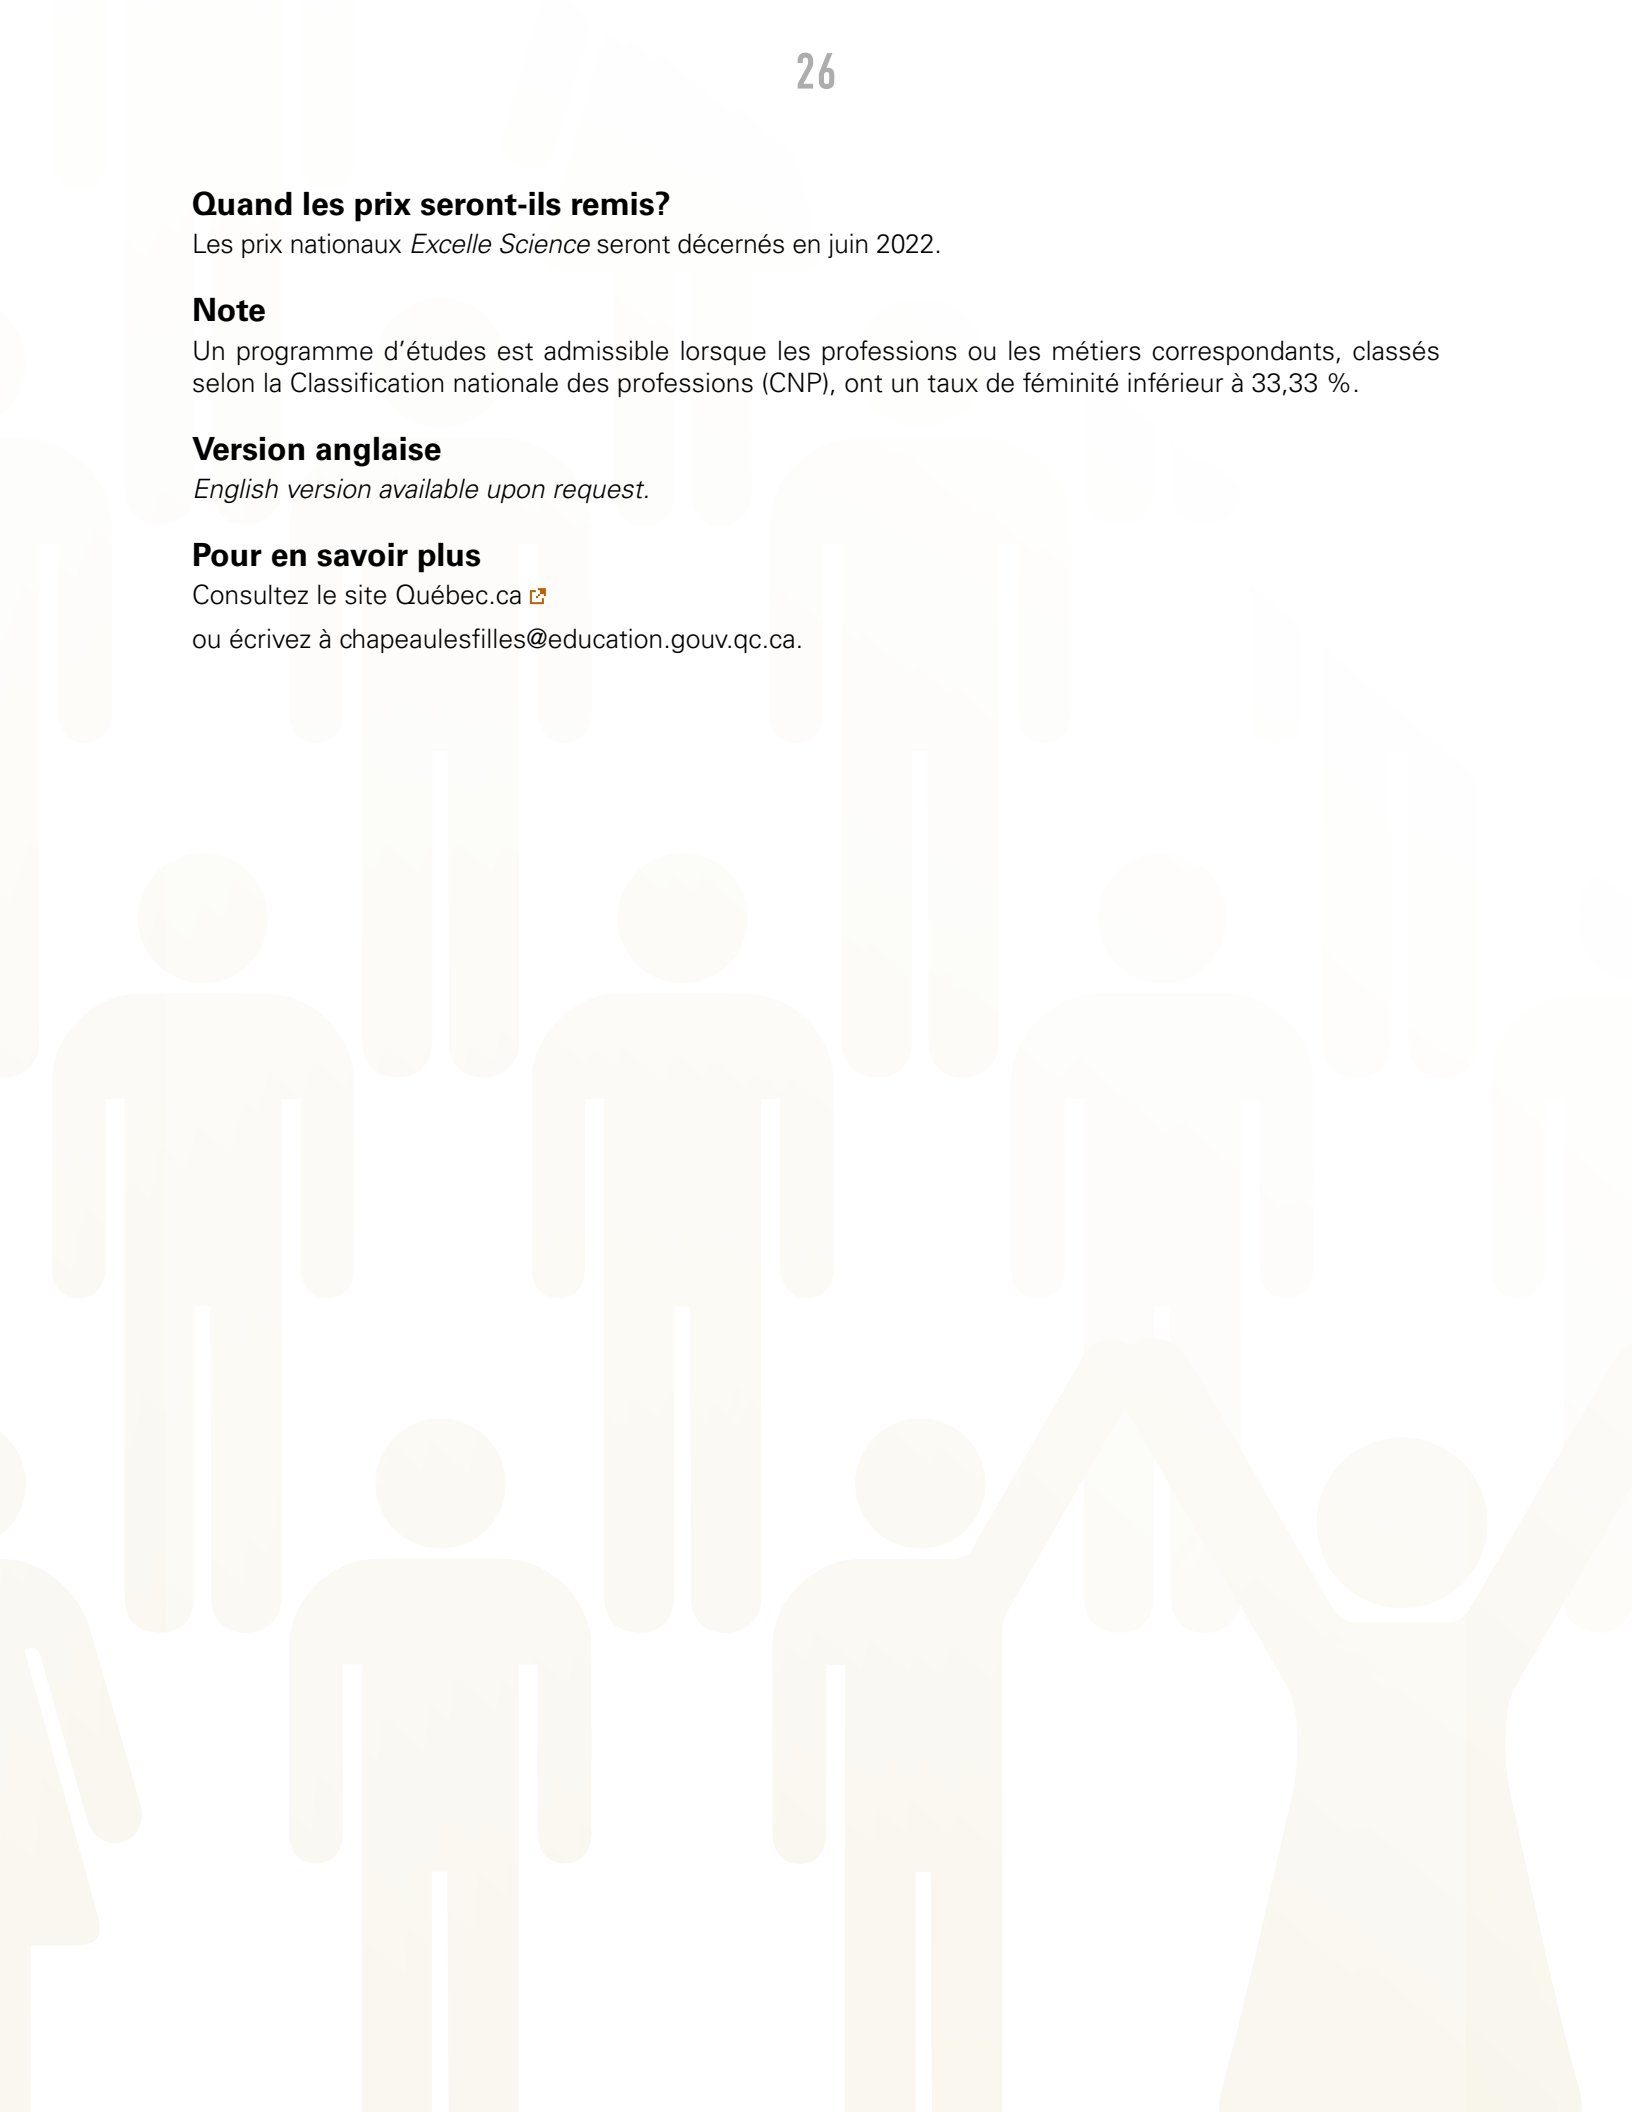 26
Quand les prix seront-ils remis?
Les prix nationaux Excelle Science seront décernés en juin 2022.
Note
Un programme d’études est admissible lorsque les professions ou les métiers correspondants, classés
selon la Classification nationale des professions (CNP), ont un taux de féminité inférieur à 33,33 %.
Version anglaise
English version available upon request.
Pour en savoir plus
Consultez le site Québec.ca
ou écrivez à chapeaulesfilles@education.gouv.qc.ca.